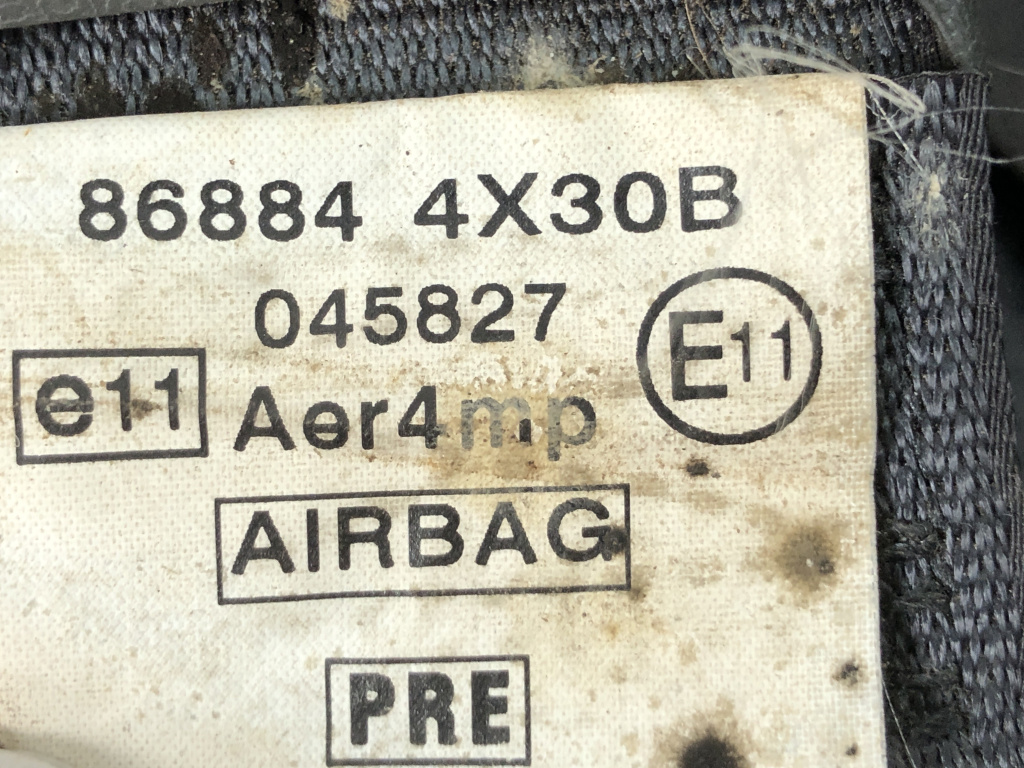 86884 4X30B
045827
e11 Aer4mp E11
AIRBAG
PRE